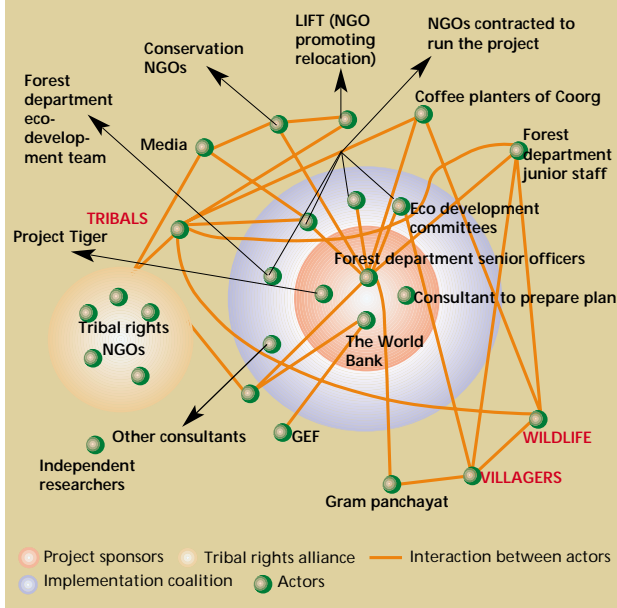 LIFT (NGO
promoting
relocation)
NGOs contracted to
run the project
Conservation
NGOs
Forest
department
eco-
develop-
ment team
Coffee planters of Coorg
Media
Forest
department
junior staff
TRIBALS
Eco development
committees
Project Tiger
Forest department senior officers
Consultant to prepare plan
Tribal rights
NGOs
The World
Bank
Other consultants
GEF
WILDLIFE
Independent
researchers
VILLAGERS
Gram panchayat
Project sponsors
Tribal rights alliance
Interaction between actors
Implementation coalition
Actors